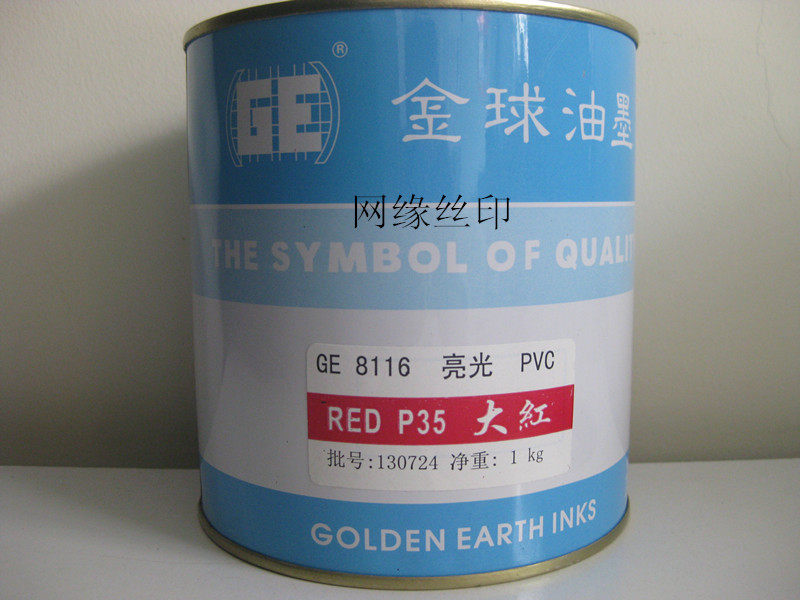 GE®
金球油墨
网缘丝印
THE SYMBOL OF QUALIT
GE 8116 亮光 PVC
RED P35 大紅
批号:130724 净重: 1 kg
GOLDEN EARTH INKS